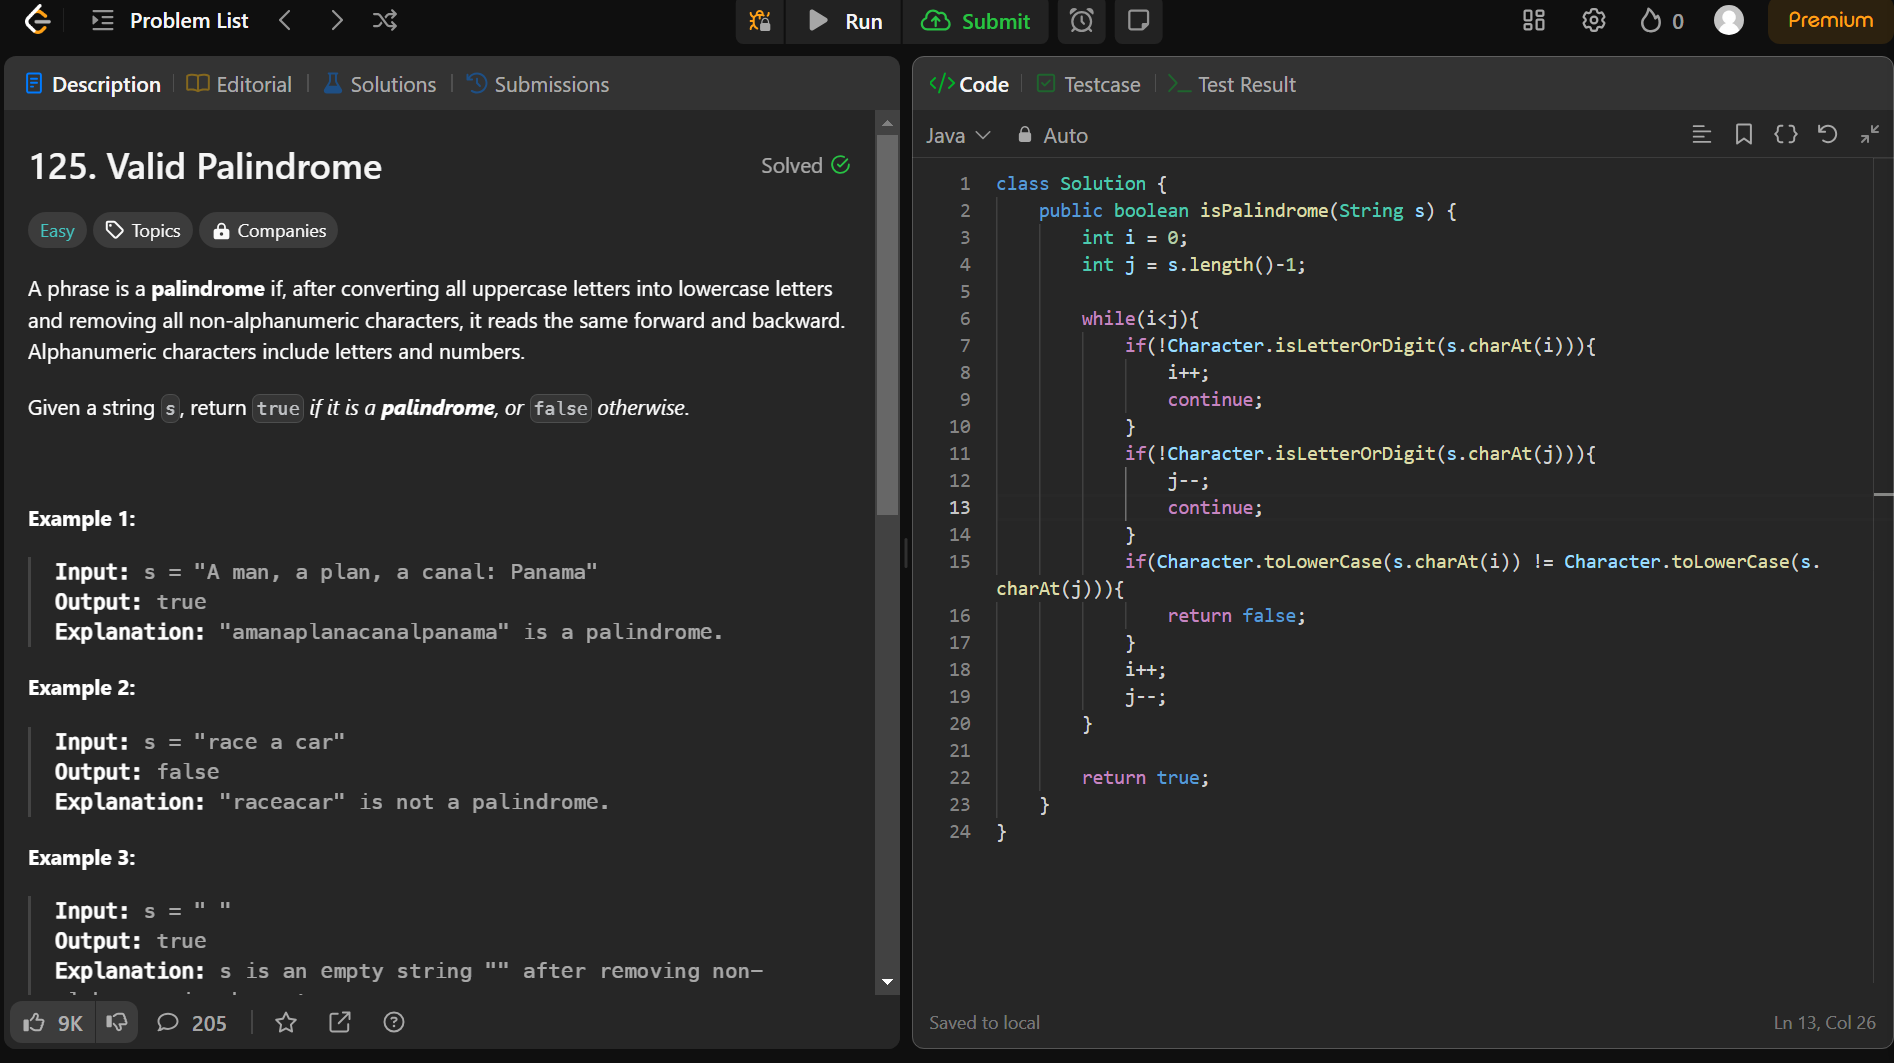 Problem List
Run
Submit
0
Premium
Description
Editorial
Solutions
Submissions
125. Valid Palindrome
Solved
Easy
Topics
Companies
A phrase is a palindrome if, after converting all uppercase letters into lowercase letters
and removing all non-alphanumeric characters, it reads the same forward and backward.
Alphanumeric characters include letters and numbers.
Given a string s, return true if it is a palindrome, or false otherwise.
Example 1:
Input: s = "A man, a plan, a canal: Panama"
Output: true
Explanation: "amanaplanacanalpanama" is a palindrome.
Example 2:
Input: s = "race a car"
Output: false
Explanation: "raceacar" is not a palindrome.
Example 3:
Input: s = " "
Output: true
Explanation: s is an empty string "" after removing non-
9K
205
</> Code
Testcase
Test Result
Java
Auto
1 class Solution {
2 public boolean isPalindrome(String s) {
3 int i = 0;
4 int j = s.length()-1;
5
6 while(i<j){
7 if(!Character.isLetterOrDigit(s.charAt(i))){
8 i++;
9 continue;
10 }
11 if(!Character.isLetterOrDigit(s.charAt(j))){
12 j--;
13 continue;
14 }
15 if(Character.toLowerCase(s.charAt(i)) != Character.toLowerCase(s.
charAt(j))){
16 return false;
17 }
18 i++;
19 j--;
20 }
21
22 return true;
23 }
24 }
Saved to local
Ln 13, Col 26